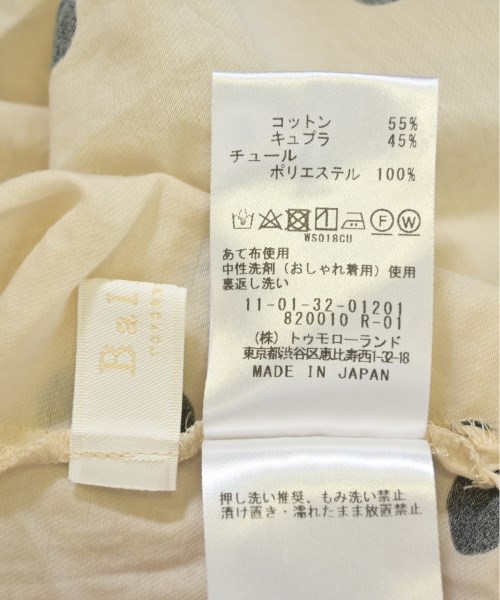 コットン 55%
キュプラ 45%
チュール
ポリエステル 100%
F W
WS018CU
あて布使用
中性洗剤（おしゃれ着用）使用
裏返し洗い
11-01-32-01201
820010 R-01
（株）トゥモローランド
東京都渋谷区恵比寿西1-32-18
MADE IN JAPAN
押し洗い推奨、もみ洗い禁止
漬け置き・濡れたまま放置禁止
Bal